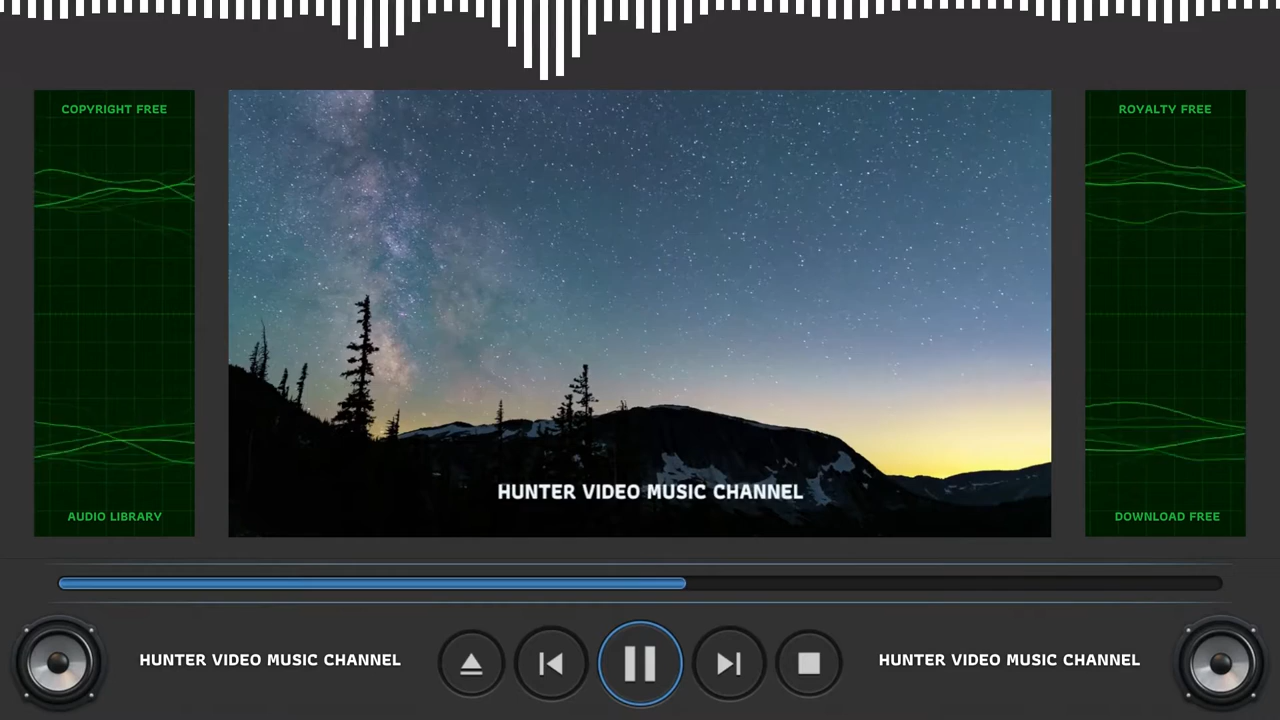 COPYRIGHT FREE
ROYALTY FREE
HUNTER VIDEO MUSIC CHANNEL
AUDIO LIBRARY
DOWNLOAD FREE
HUNTER VIDEO MUSIC CHANNEL
HUNTER VIDEO MUSIC CHANNEL